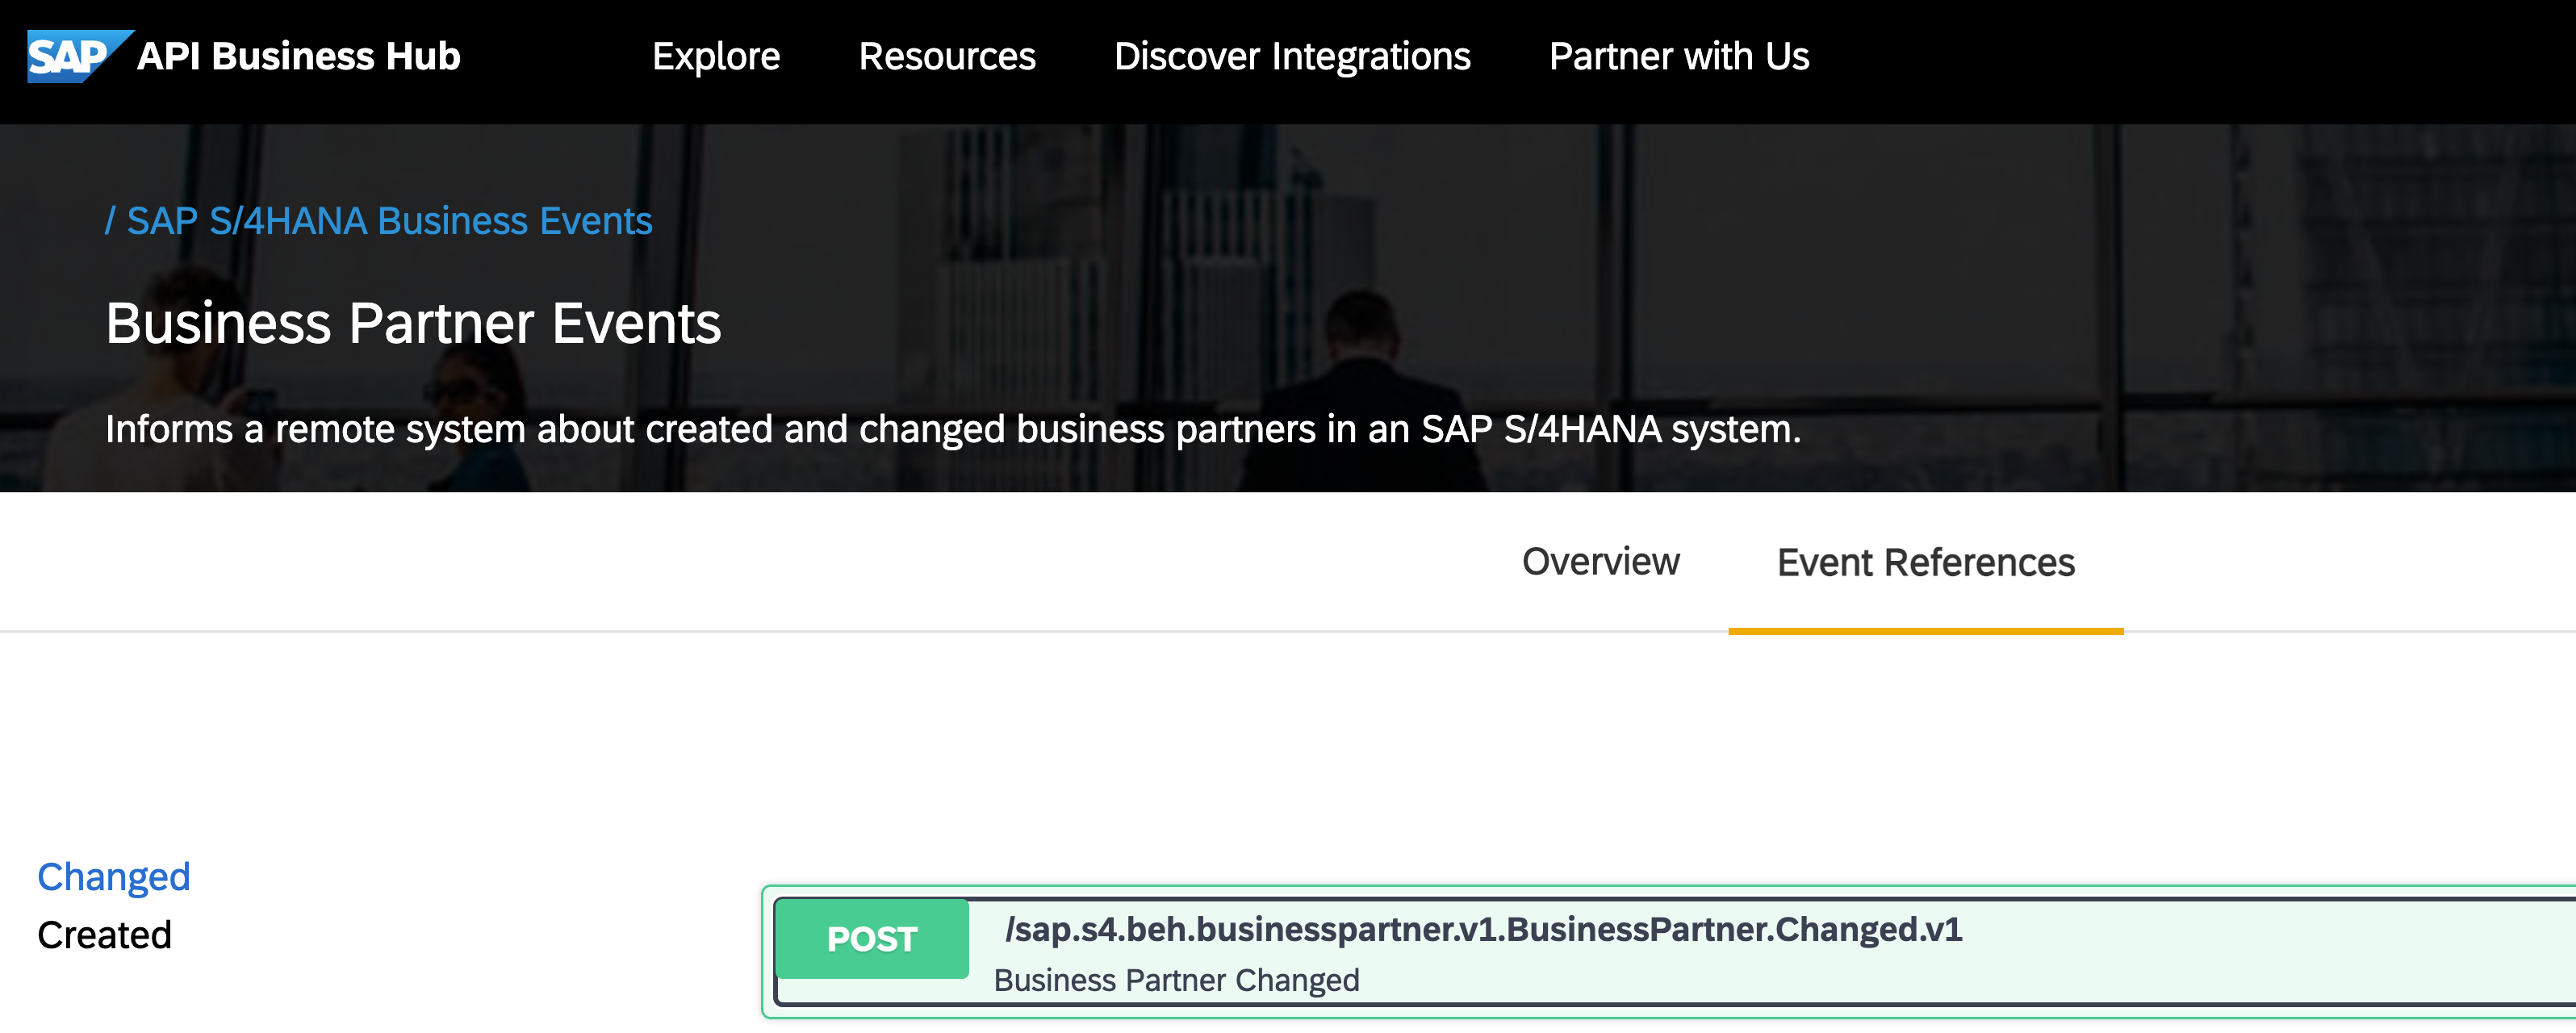 SAP API Business Hub Explore Resources Discover Integrations Partner with Us
/ SAP S/4HANA Business Events
Business Partner Events
Informs a remote system about created and changed business partners in an SAP S/4HANA system.
Overview Event References
Changed
Created
POST /sap.s4.beh.businesspartner.v1.BusinessPartner.Changed.v1
Business Partner Changed